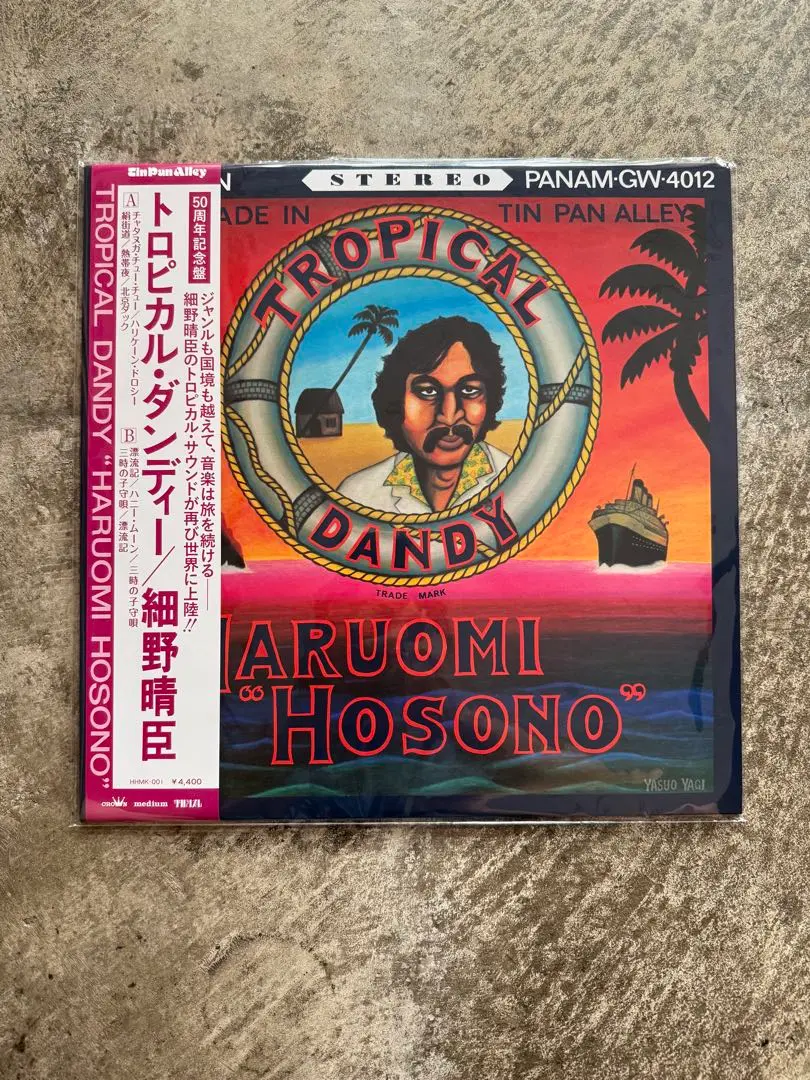 Tin Pan Alley
TROPICAL DANDY “HARUOMI HOSONO”
A
チャタヌガ・チュー・チュー/ハリケーン・ドロシー
絹街道/熱帯夜/北京ダック
B
漂流記/ハニー・ムーン/三時の子守唄
三時の子守唄/漂流記
トロピカル・ダンディー/細野晴臣
50周年記念盤
ジャンルも国境も越えて、音楽は旅を続ける——
細野晴臣のトロピカル・サウンドが再び世界に上陸!!
HHMK-001 ¥4,400
CROWN medium
N
STEREO
PANAM・GW・4012
ADE IN
TIN PAN ALLEY
TROPICAL
DANDY
TRADE MARK
HARUOMI
“HOSONO”
YASUO YAGI